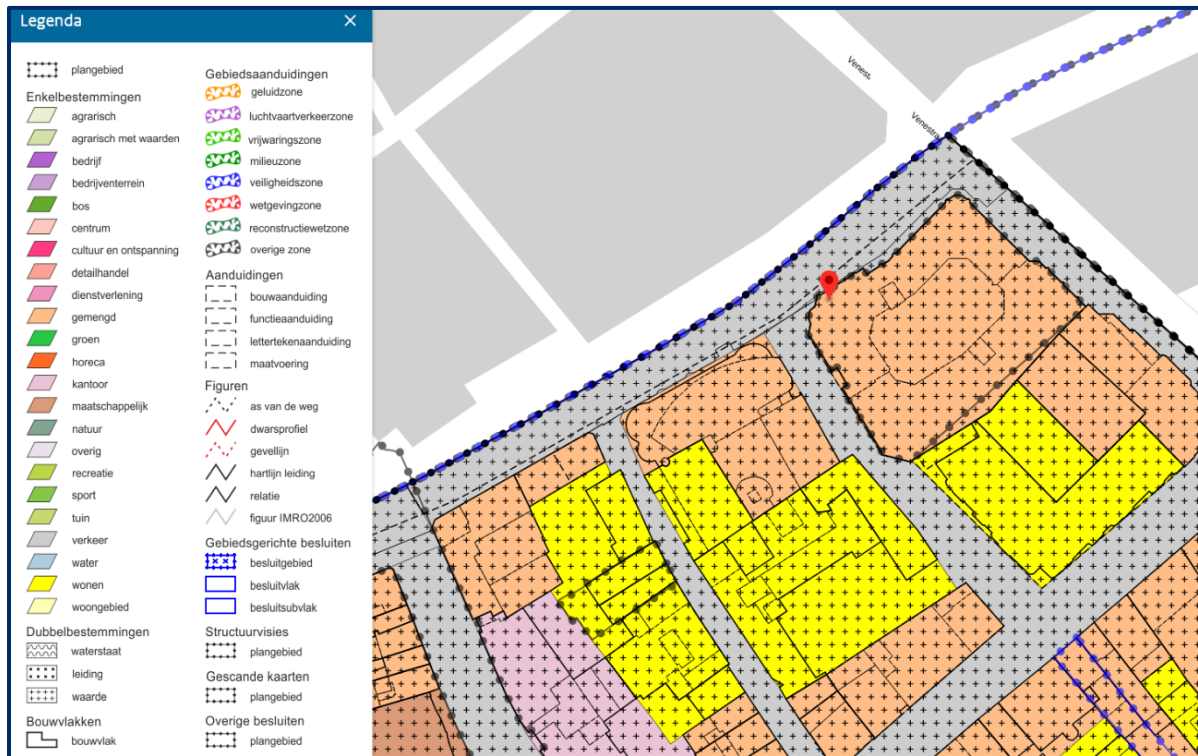 Legenda
plangebied
Enkelbestemmingen
agrarisch
agrarisch met waarden
bedrijf
bedrijventerrein
bos
centrum
cultuur en ontspanning
detailhandel
dienstverlening
gemengd
groen
horeca
kantoor
maatschappelijk
natuur
overig
recreatie
sport
tuin
verkeer
water
wonen
woongebied
Dubbelbestemmingen
waterstaat
leiding
waarde
Bouwvlakken
bouwvlak
Gebiedsaanduidingen
geluidzone
luchtvaartverkeerzone
vrijwaringszone
milieuzone
veiligheidszone
wetgevingzone
reconstructiewetzone
overige zone
Aanduidingen
bouwaanduiding
functieaanduiding
lettertekenaanduiding
maatvoering
Figuren
as van de weg
dwarsprofiel
gevellijn
hartlijn leiding
relatie
figuur IMRO2006
Gebiedsgerichte besluiten
besluitgebied
besluitvlak
besluitsubvlak
Structuurvisies
plangebied
Gescande kaarten
plangebied
Overige besluiten
plangebied